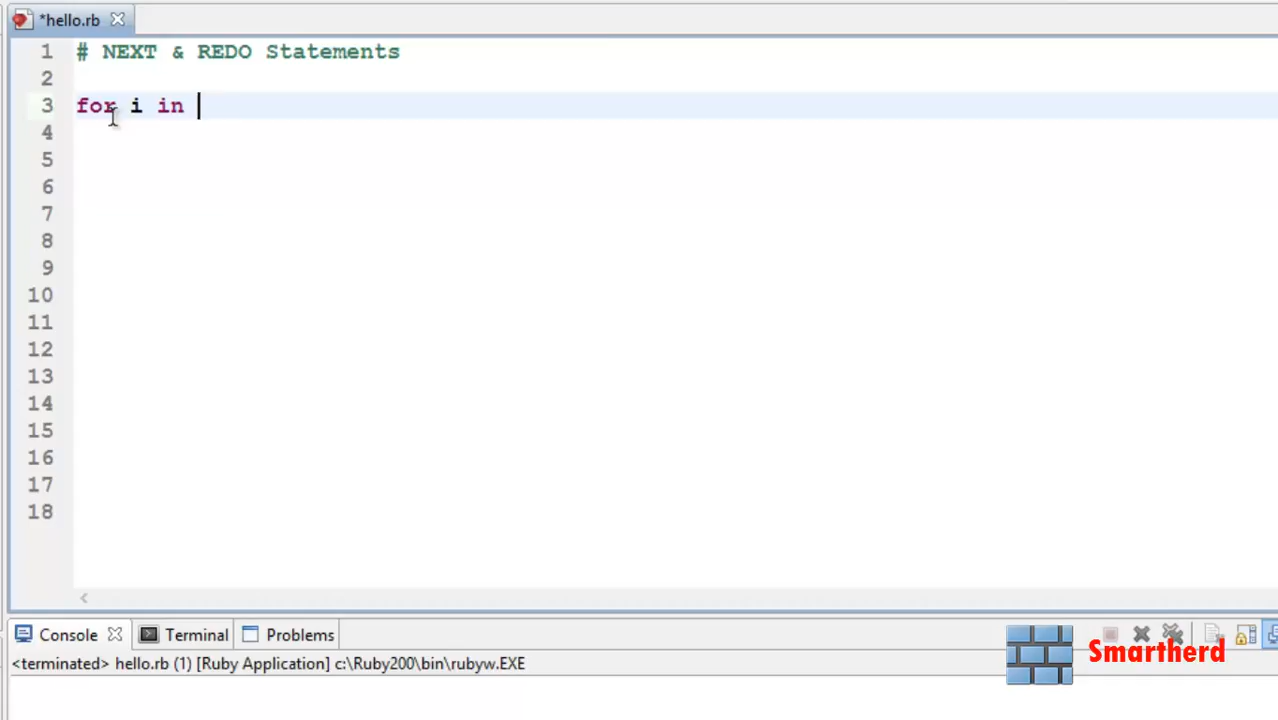 *hello.rb
1 # NEXT & REDO Statements
2
3 for i in
4
5
6
7
8
9
10
11
12
13
14
15
16
17
18
Console Terminal Problems
<terminated> hello.rb (1) [Ruby Application] c:\Ruby200\bin\rubyw.EXE
Smartherd